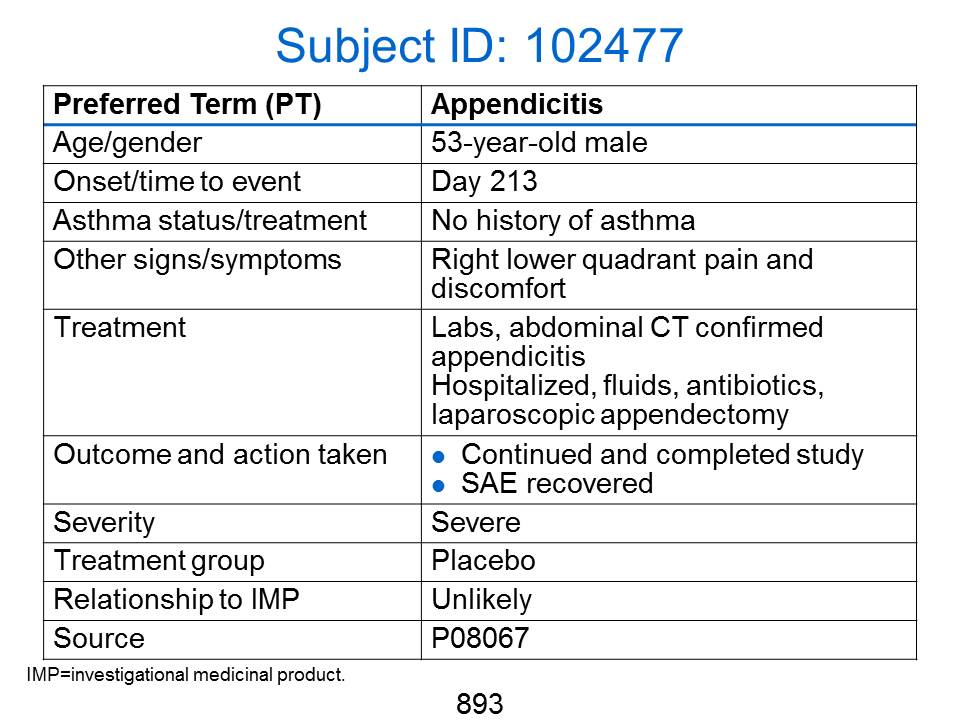 Subject ID: 102477
Preferred Term (PT) Appendicitis
Age/gender 53-year-old male
Onset/time to event Day 213
Asthma status/treatment No history of asthma
Other signs/symptoms Right lower quadrant pain and
discomfort
Treatment Labs, abdominal CT confirmed
appendicitis
Hospitalized, fluids, antibiotics,
laparoscopic appendectomy
Outcome and action taken ● Continued and completed study
● SAE recovered
Severity Severe
Treatment group Placebo
Relationship to IMP Unlikely
Source P08067
IMP=investigational medicinal product.
893